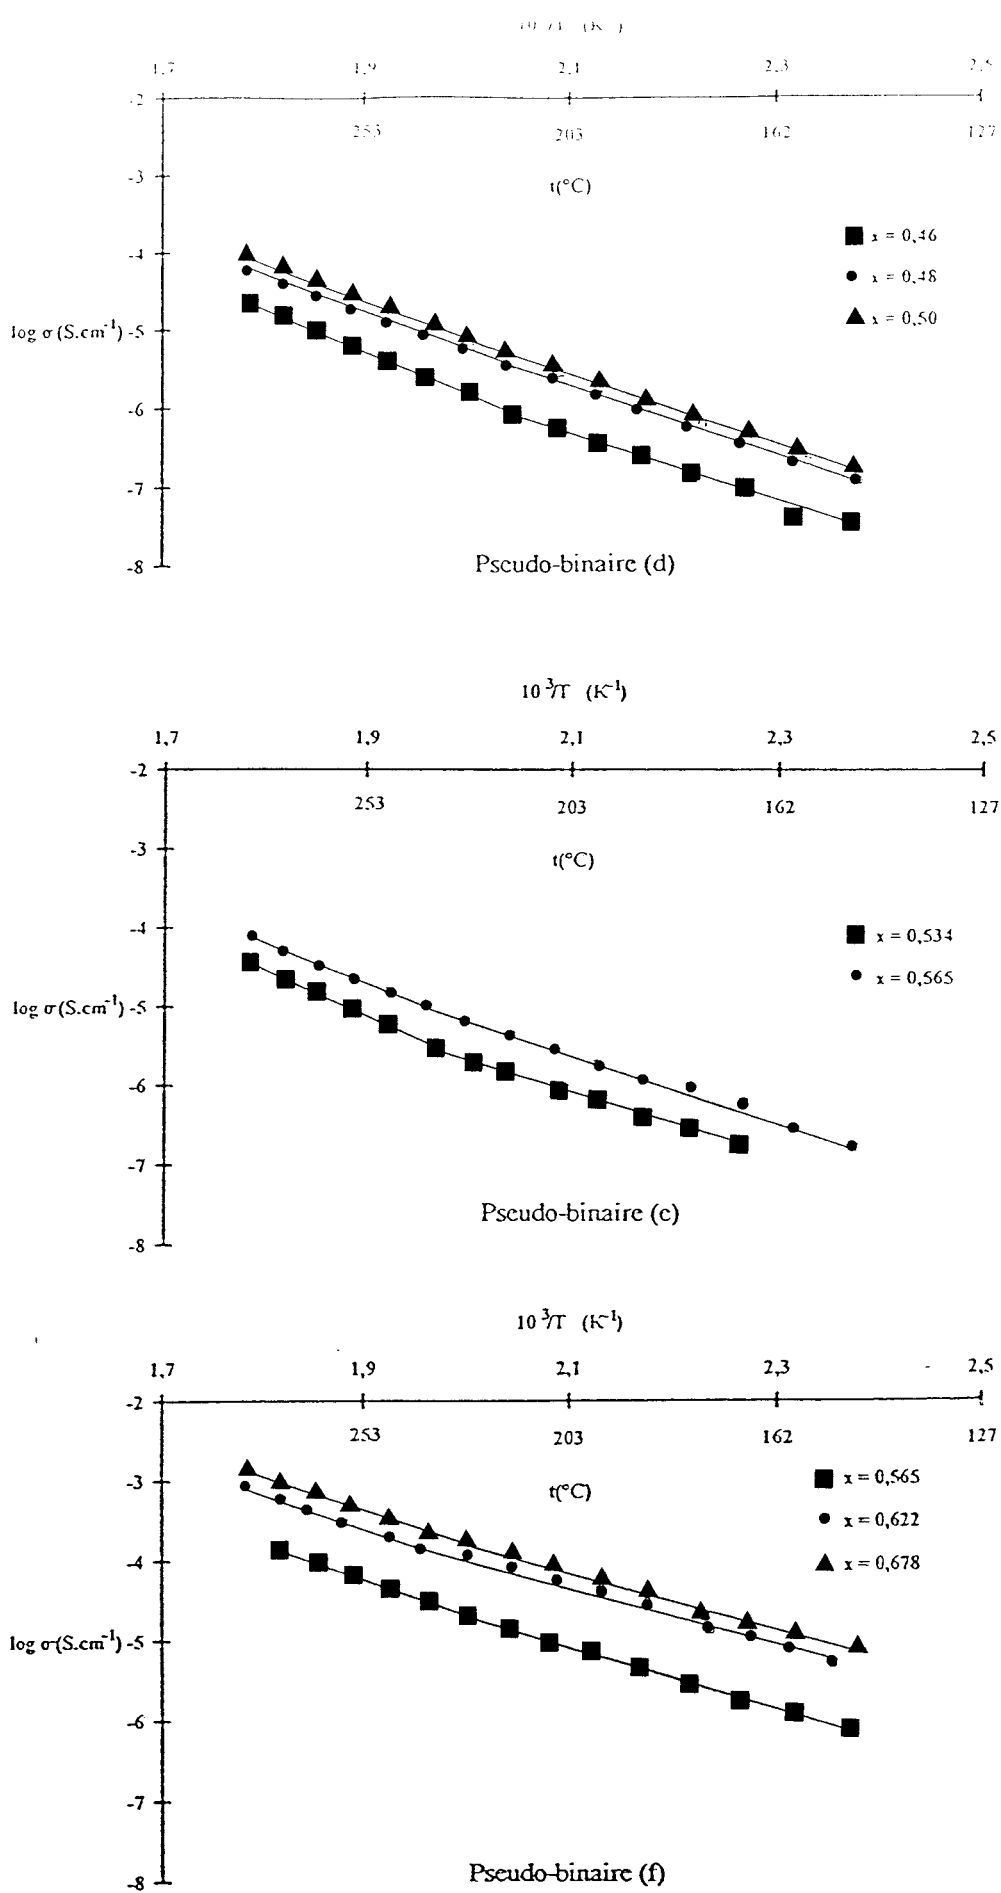 1,7 1,9 2,1 2,3 2,5
-2
253 203 162 127
-3
t(°C)
x = 0,46
-4
x = 0,48
x = 0,50
log σ (S.cm⁻¹) -5
-6
-7
-8
Pseudo-binaire (d)
10³/T (K⁻¹)
1,7 1,9 2,1 2,3 2,5
-2
253 203 162 127
-3
t(°C)
-4
x = 0,534
x = 0,565
log σ (S.cm⁻¹) -5
-6
-7
Pseudo-binaire (e)
-8
10³/T (K⁻¹)
1,7 1,9 2,1 2,3 2,5
-2
253 203 162 127
-3
t(°C)
x = 0,565
x = 0,622
-4
x = 0,678
log σ (S.cm⁻¹) -5
-6
-7
-8
Pseudo-binaire (f)